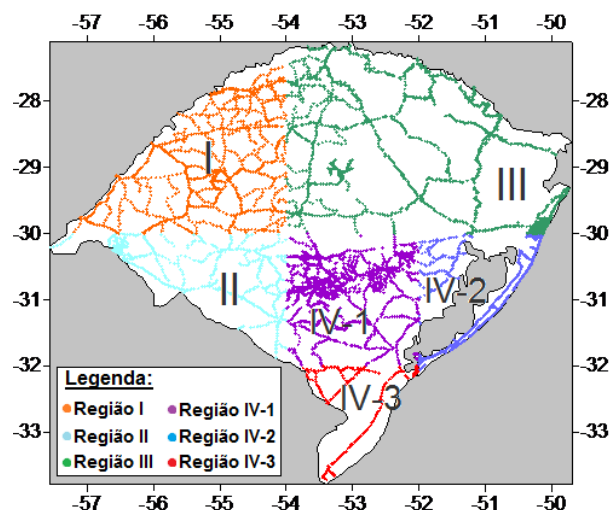 -57 -56 -55 -54 -53 -52 -51 -50
-28 -28
I
-29 III -29
-30 -30
II IV-2
-31 IV-1 -31
-32 -32
Legenda:
IV-3
Região I Região IV-1
Região II Região IV-2
-33 -33
Região III Região IV-3
-57 -56 -55 -54 -53 -52 -51 -50